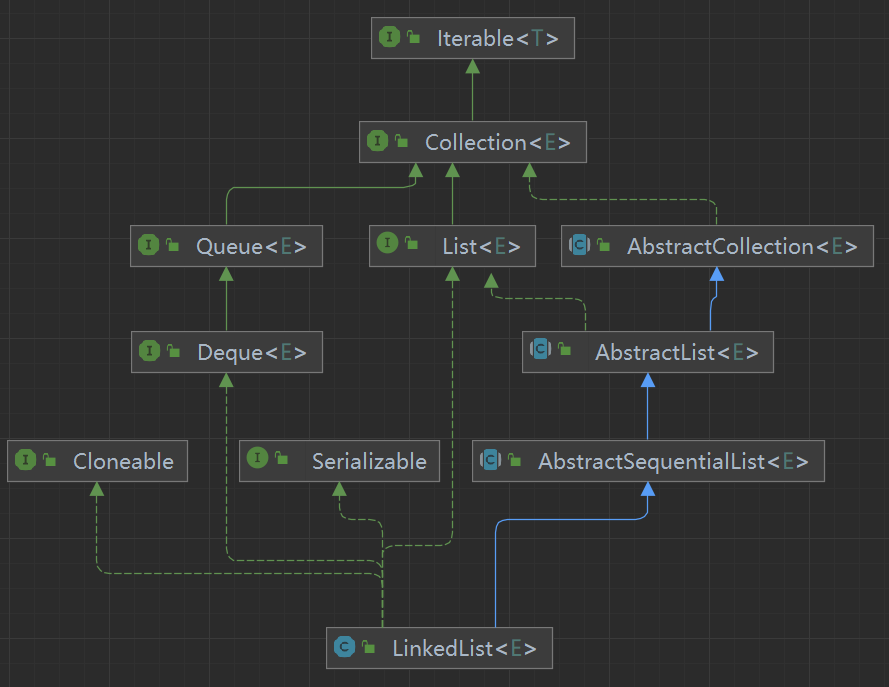 I Iterable<T>
I Collection<E>
I Queue<E>
I List<E>
C AbstractCollection<E>
I Deque<E>
C AbstractList<E>
I Cloneable
I Serializable
C AbstractSequentialList<E>
C LinkedList<E>